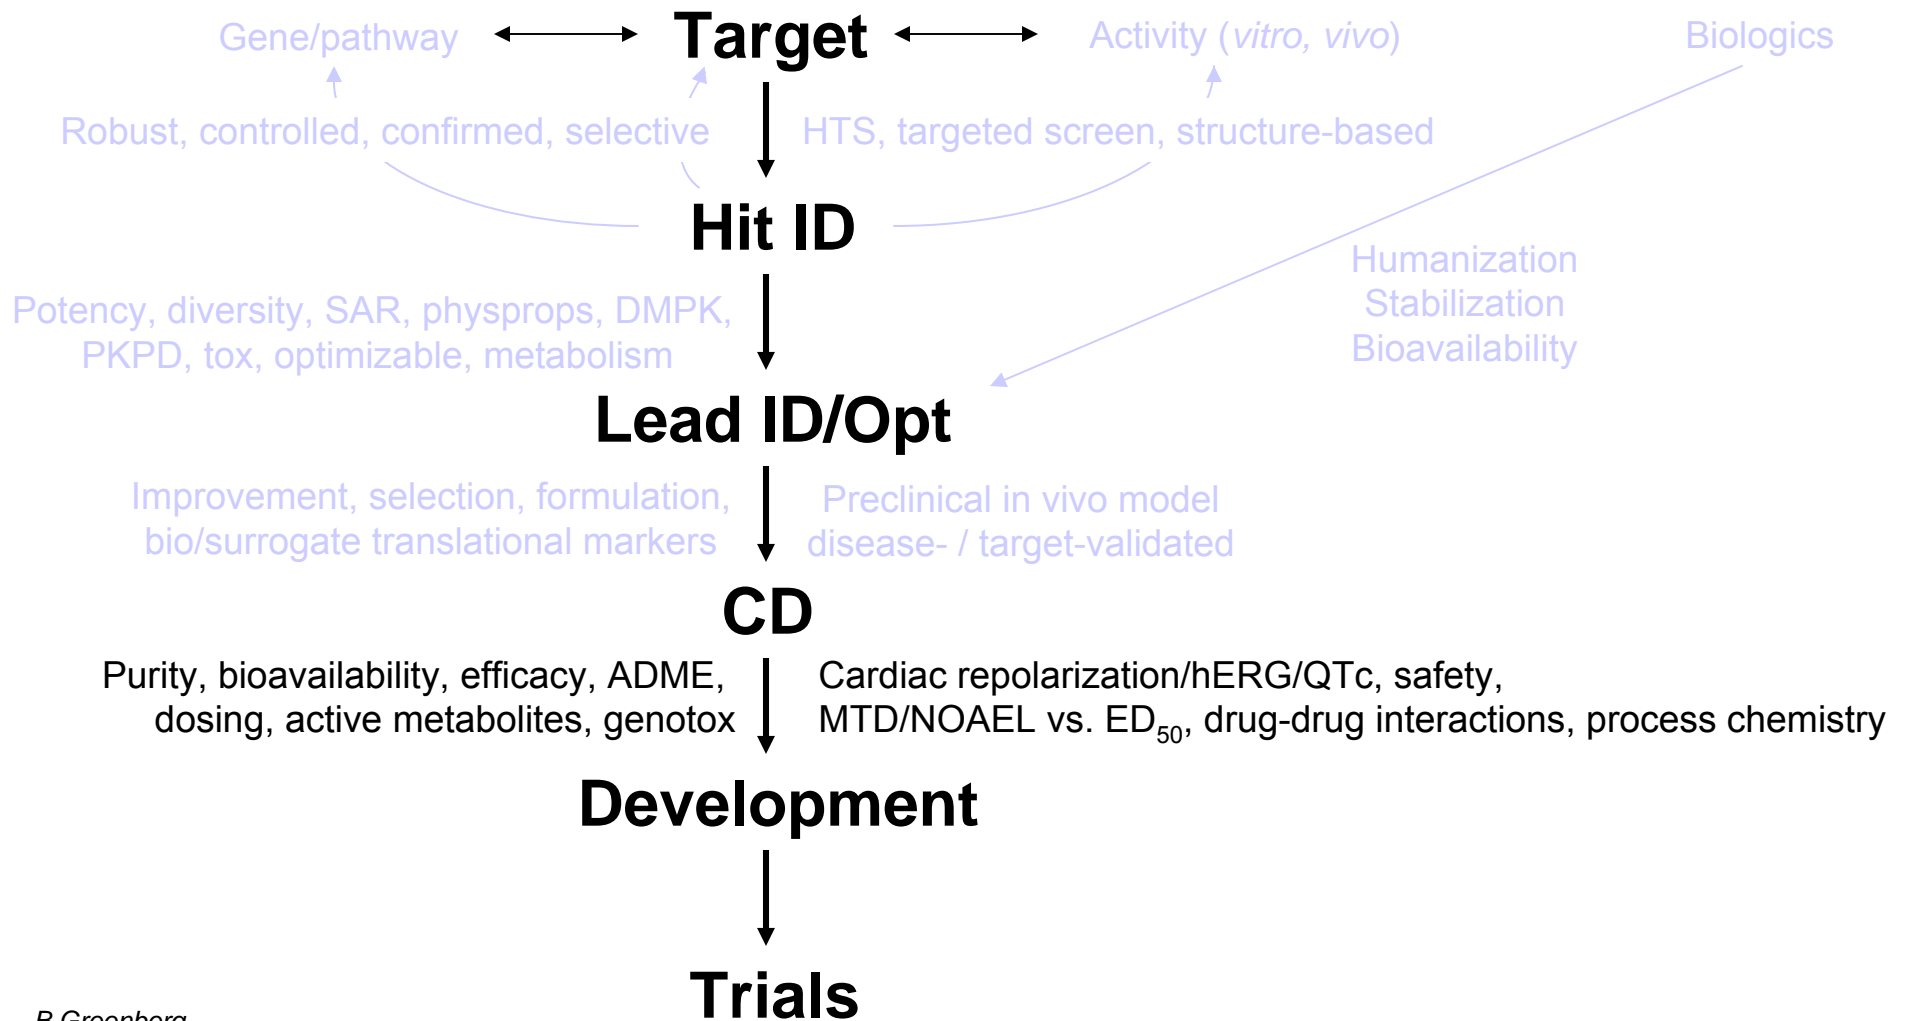 Gene/pathway Target Activity (vitro, vivo) Biologics
Robust, controlled, confirmed, selective HTS, targeted screen, structure-based
Hit ID
Humanization
Stabilization
Bioavailability
Potency, diversity, SAR, physprops, DMPK,
PKPD, tox, optimizable, metabolism
Lead ID/Opt
Improvement, selection, formulation,
bio/surrogate translational markers
Preclinical in vivo model
disease- / target-validated
CD
Purity, bioavailability, efficacy, ADME,
dosing, active metabolites, genotox
Cardiac repolarization/hERG/QTc, safety,
MTD/NOAEL vs. ED50, drug-drug interactions, process chemistry
Development
Trials
B Greenberg